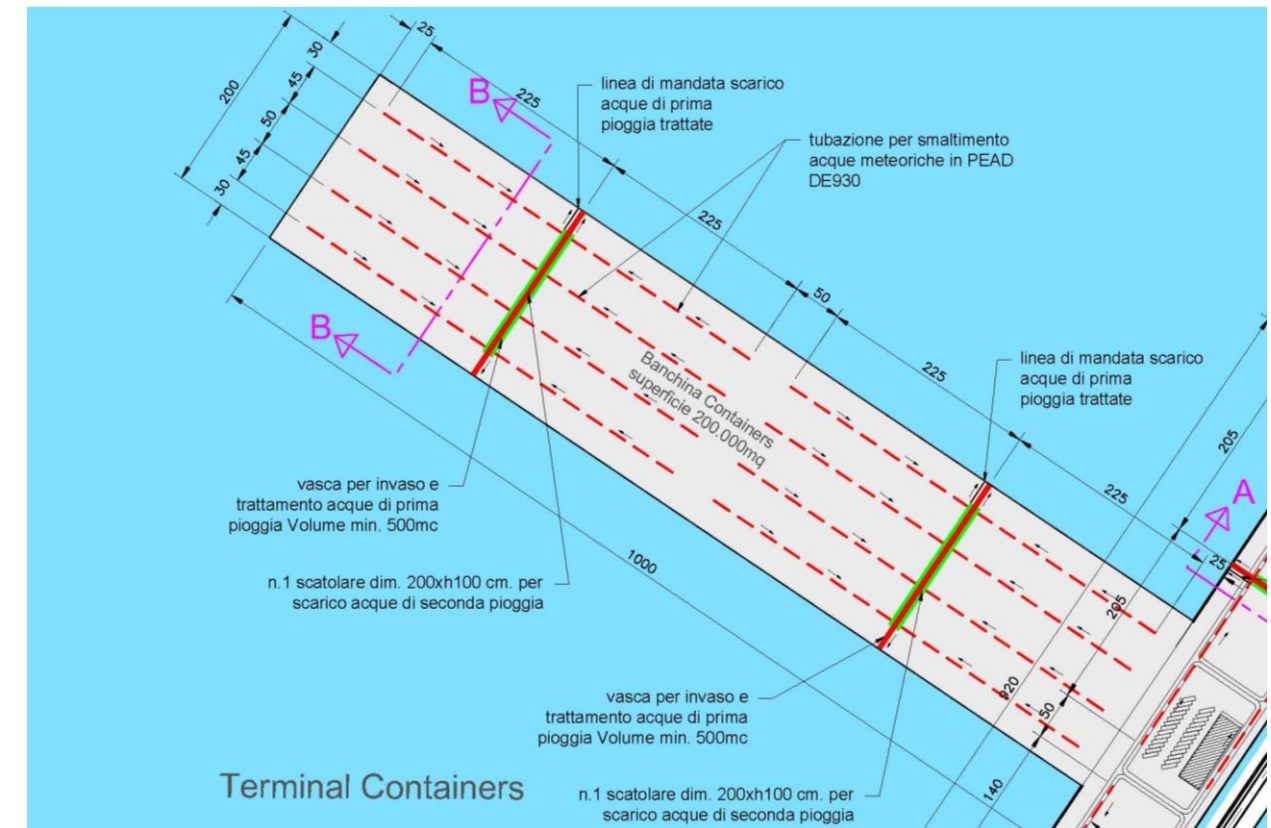 25
30
45
200
50
45
30
B
225
linea di mandata scarico
acque di prima
pioggia trattate
tubazione per smaltimento
acque meteoriche in PEAD
DE930
225
50
225
B
Banchina Containers
superficie 200.000mq
linea di mandata scarico
acque di prima
pioggia trattate
205
225
A
25
vasca per invaso e
trattamento acque di prima
pioggia Volume min. 500mc
1000
n.1 scatolare dim. 200xh100 cm. per
scarico acque di seconda pioggia
205
920
50
vasca per invaso e
trattamento acque di prima
pioggia Volume min. 500mc
140
Terminal Containers
n.1 scatolare dim. 200xh100 cm. per
scarico acque di seconda pioggia